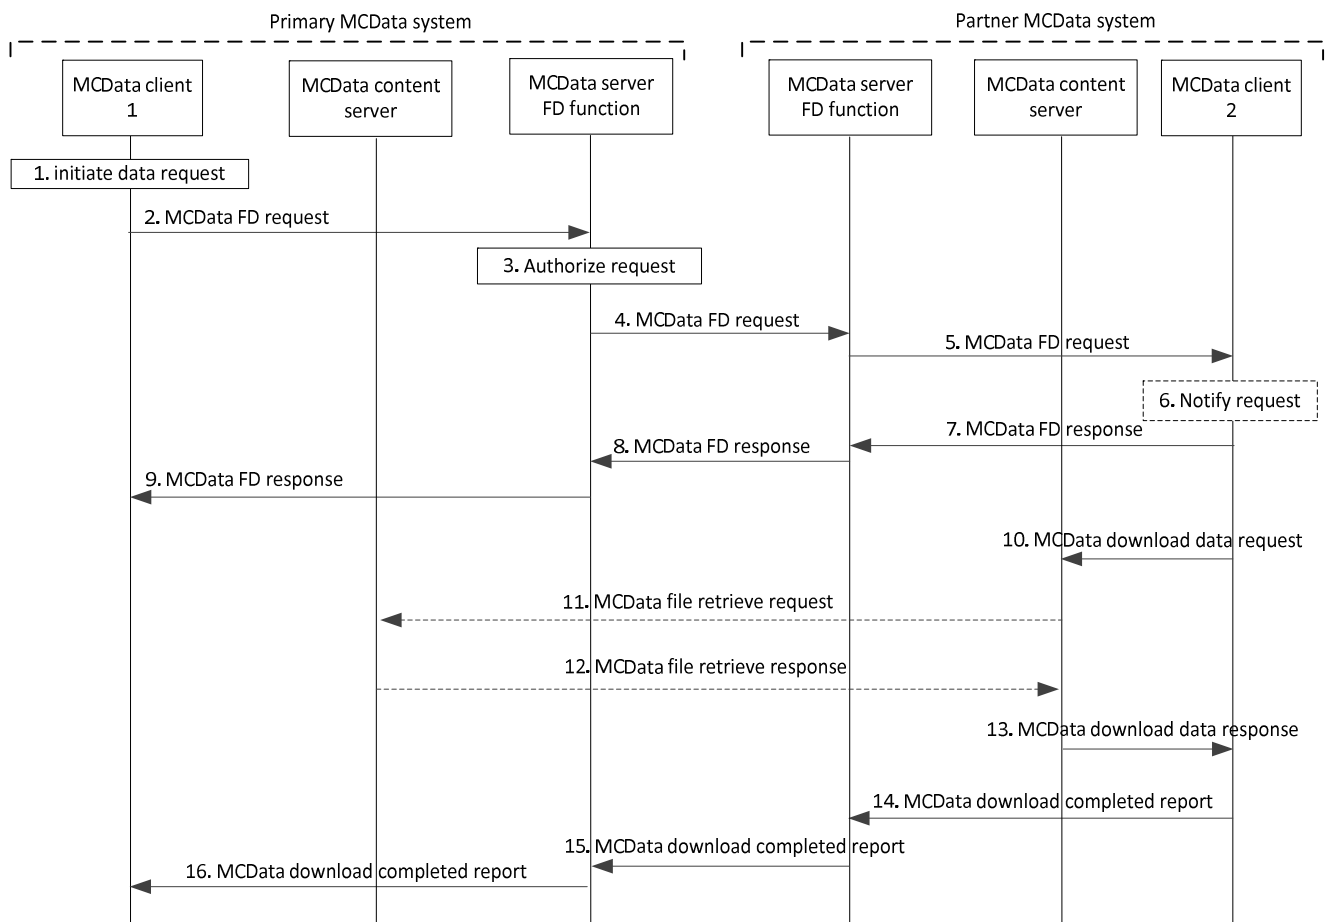 Primary MCData system
Partner MCData system
MCData client
1
MCData content
server
MCData server
FD function
MCData server
FD function
MCData content
server
MCData client
2
1. initiate data request
2. MCData FD request
3. Authorize request
4. MCData FD request
5. MCData FD request
6. Notify request
7. MCData FD response
8. MCData FD response
9. MCData FD response
10. MCData download data request
11. MCData file retrieve request
12. MCData file retrieve response
13. MCData download data response
14. MCData download completed report
15. MCData download completed report
16. MCData download completed report